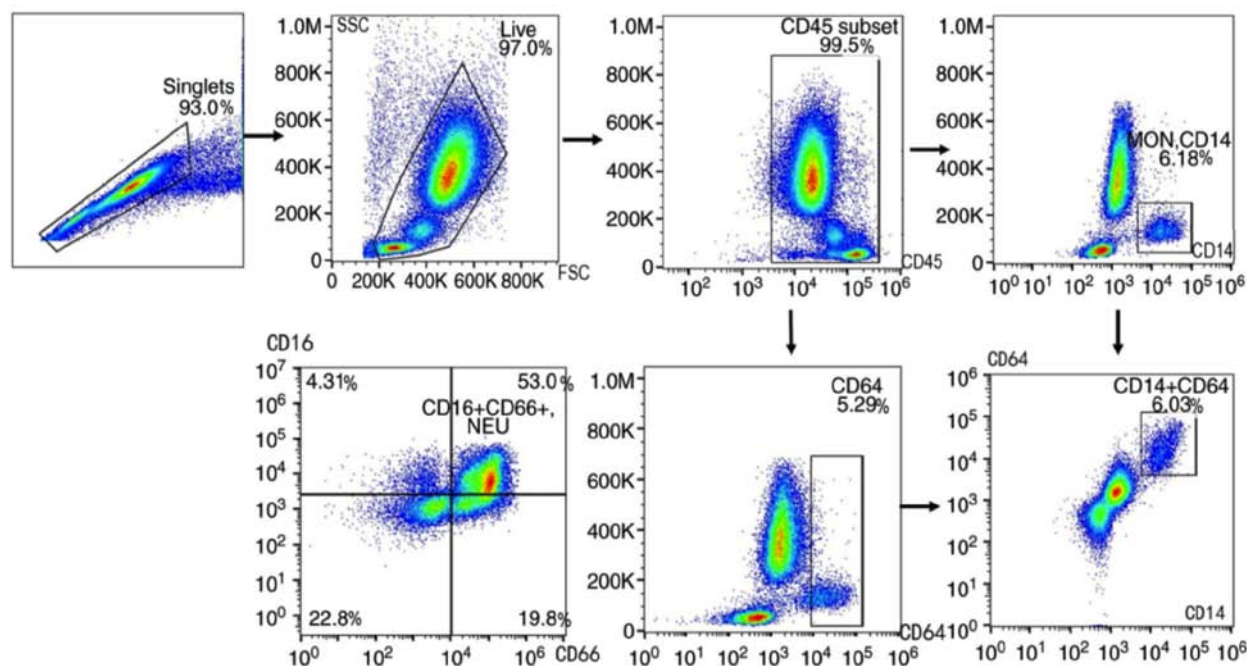 Singlets
93.0%
SSC
1.0M
800K
600K
400K
200K
0
Live
97.0%
FSC
0 200K 400K 600K 800K
1.0M
800K
600K
400K
200K
0
CD45 subset
99.5%
CD45
10² 10³ 10⁴ 10⁵ 10⁶
1.0M
800K
600K
400K
200K
0
MON,CD14
6.18%
CD14
10⁰ 10¹ 10² 10³ 10⁴ 10⁵ 10⁶
CD16
10⁷
10⁶
10⁵
10⁴
10³
10²
10¹
10⁰
4.31%
53.0%
CD16+CD66+,
NEU
22.8%
19.8%
10⁰ 10² 10⁴ 10⁶
CD66
1.0M
800K
600K
400K
200K
0
CD64
5.29%
CD64
10⁰ 10¹ 10² 10³ 10⁴ 10⁵ 10⁶
CD64
10⁶
10⁵
10⁴
10³
10²
10¹
10⁰
CD14+CD64
6.03%
CD14
10⁰ 10¹ 10² 10³ 10⁴ 10⁵ 10⁶